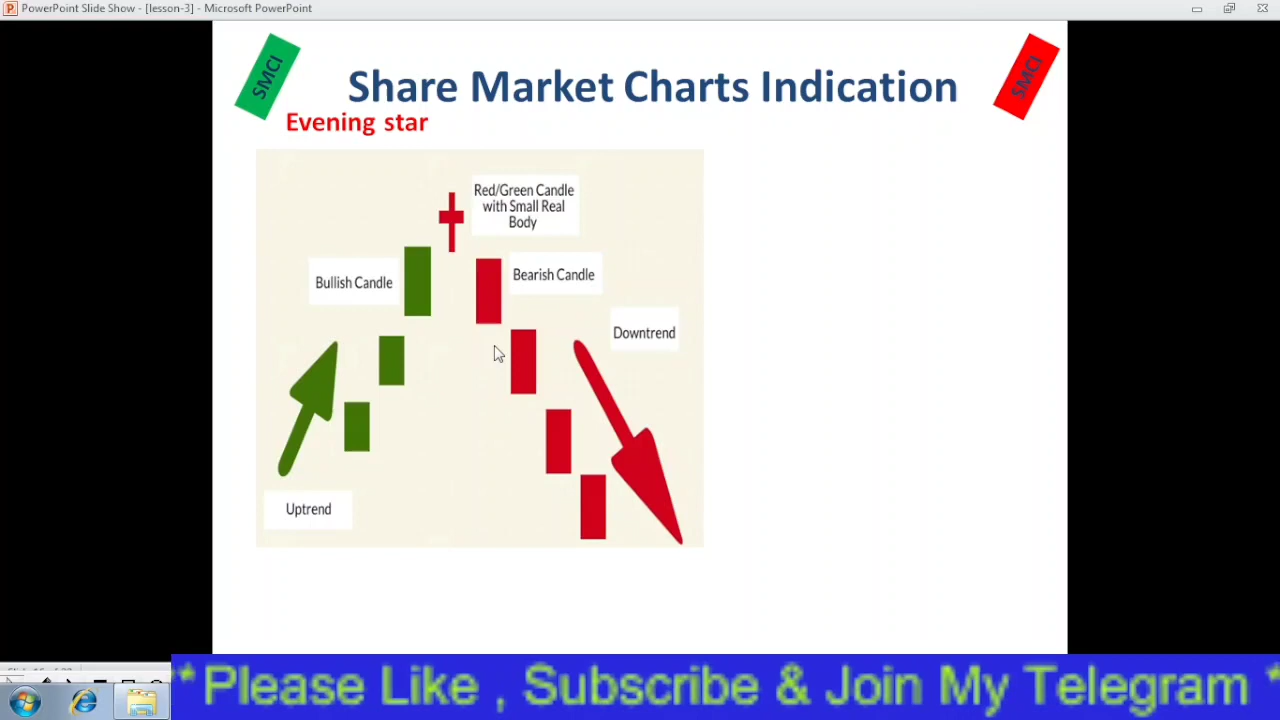 PowerPoint Slide Show - [lesson-3] - Microsoft PowerPoint
SMCI
Share Market Charts Indication
SMCI
Evening star
Red/Green Candle
with Small Real
Body
Bullish Candle
Bearish Candle
Downtrend
Uptrend
** Please Like , Subscribe & Join My Telegram *